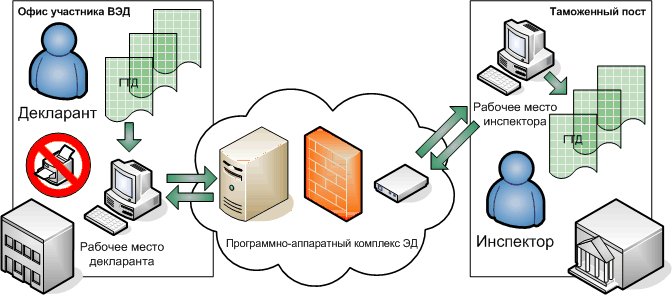 Офис участника ВЭД
ГТД
Декларант
Рабочее место
декларанта
Программно-аппаратный комплекс ЭД
Таможенный пост
Рабочее место
инспектора
ГТД
Инспектор